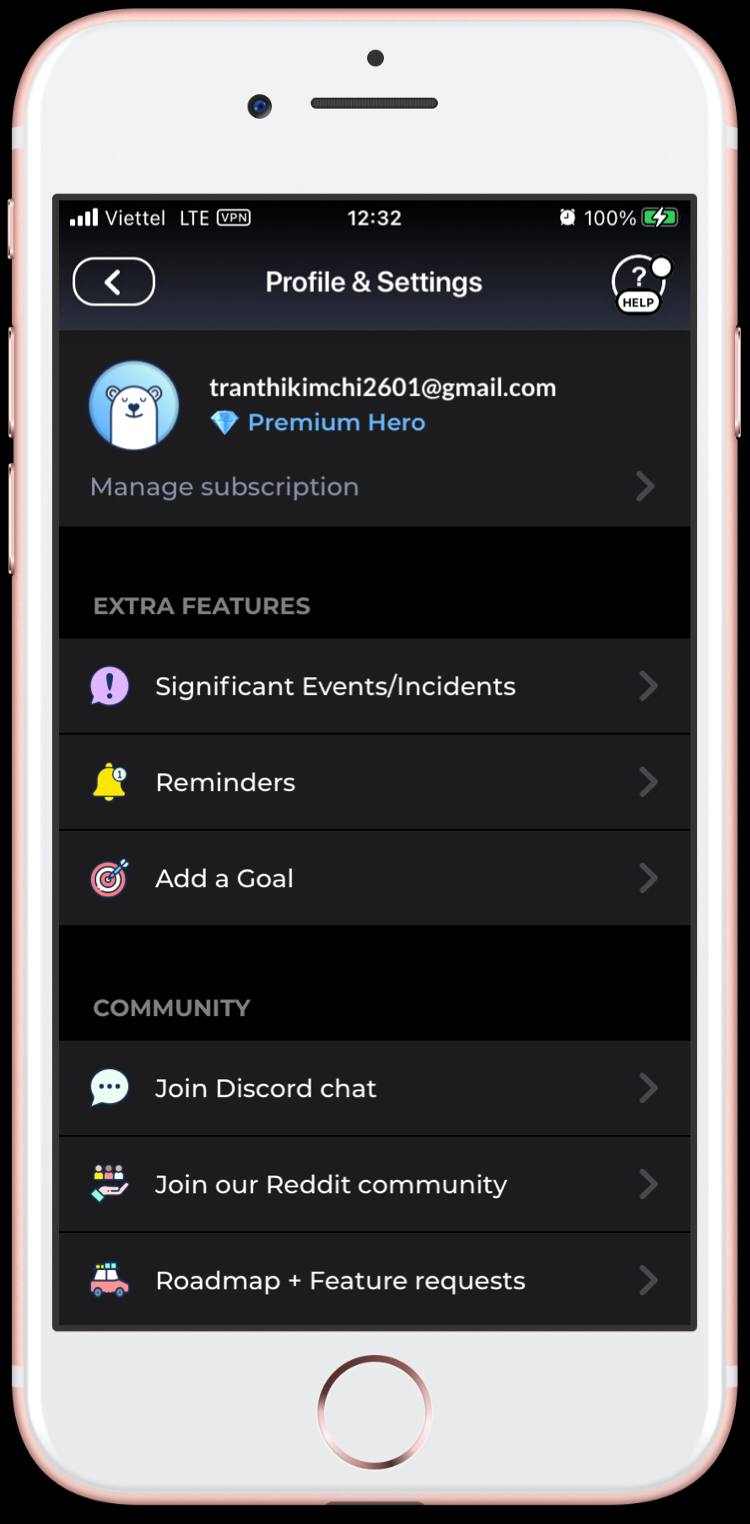 Viettel LTE VPN 12:32 100%
Profile & Settings
?
HELP
tranthikimchi2601@gmail.com
Premium Hero
Manage subscription
EXTRA FEATURES
Significant Events/Incidents
1
Reminders
Add a Goal
COMMUNITY
Join Discord chat
Join our Reddit community
Roadmap + Feature requests